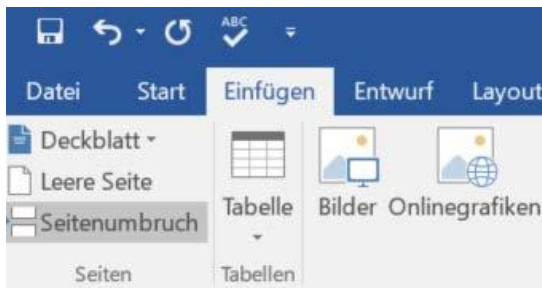 ABC
Datei Start Einfügen Entwurf Layout
Deckblatt
Leere Seite
Seitenumbruch
Tabelle Bilder Onlinegrafiken
Seiten Tabellen